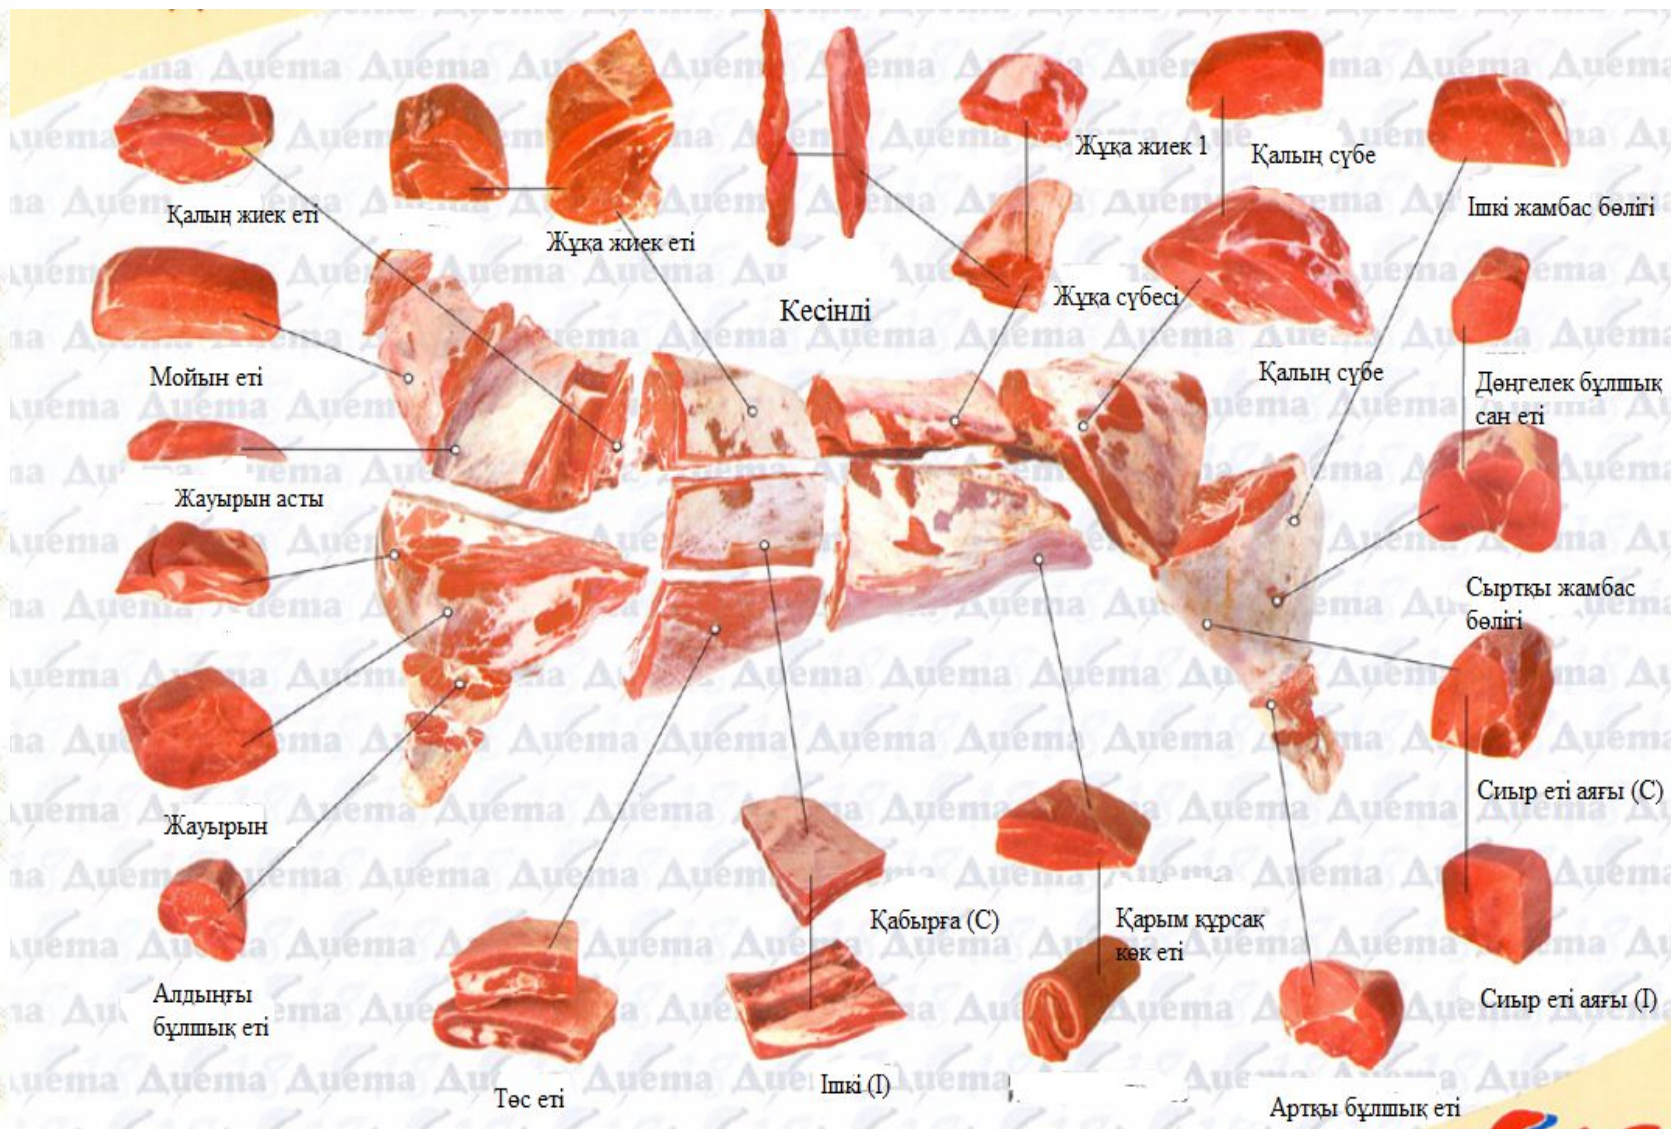 Жұқа жиек 1
Қалың сүбе
Ішкі жамбас бөлігі
Қалың жиек еті
Жұқа жиек еті
Кесінді
Жұқа сүбесі
Мойын еті
Қалың сүбе
Дөңгелек бұлшық
сан еті
Жауырын асты
Сыртқы жамбас
бөлігі
Жауырын
Сиыр еті аяғы (С)
Қабырға (С)
Қарым құрсақ
көк еті
Алдыңғы
бұлшық еті
Сиыр еті аяғы (І)
Төс еті
Ішкі (І)
Артқы бұлшық еті
Диета